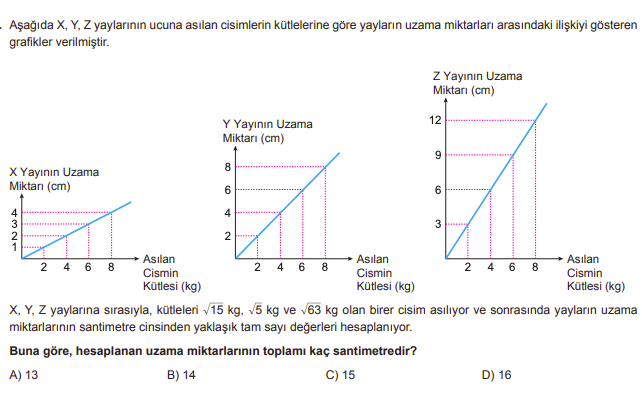 . Aşağıda X, Y, Z yaylarının ucuna asılan cisimlerin kütlelerine göre yayların uzama miktarları arasındaki ilişkiyi gösteren
grafikler verilmiştir.
X Yayının Uzama
Miktarı (cm)
4
3
2
1
2 4 6 8
Asılan
Cismin
Kütlesi (kg)
Y Yayının Uzama
Miktarı (cm)
8
6
4
2
2 4 6 8
Asılan
Cismin
Kütlesi (kg)
Z Yayının Uzama
Miktarı (cm)
12
9
6
3
2 4 6 8
Asılan
Cismin
Kütlesi (kg)
X, Y, Z yaylarına sırasıyla, kütleleri √15 kg, √5 kg ve √63 kg olan birer cisim asılıyor ve sonrasında yayların uzama
miktarlarının santimetre cinsinden yaklaşık tam sayı değerleri hesaplanıyor.
Buna göre, hesaplanan uzama miktarlarının toplamı kaç santimetredir?
A) 13 B) 14 C) 15 D) 16